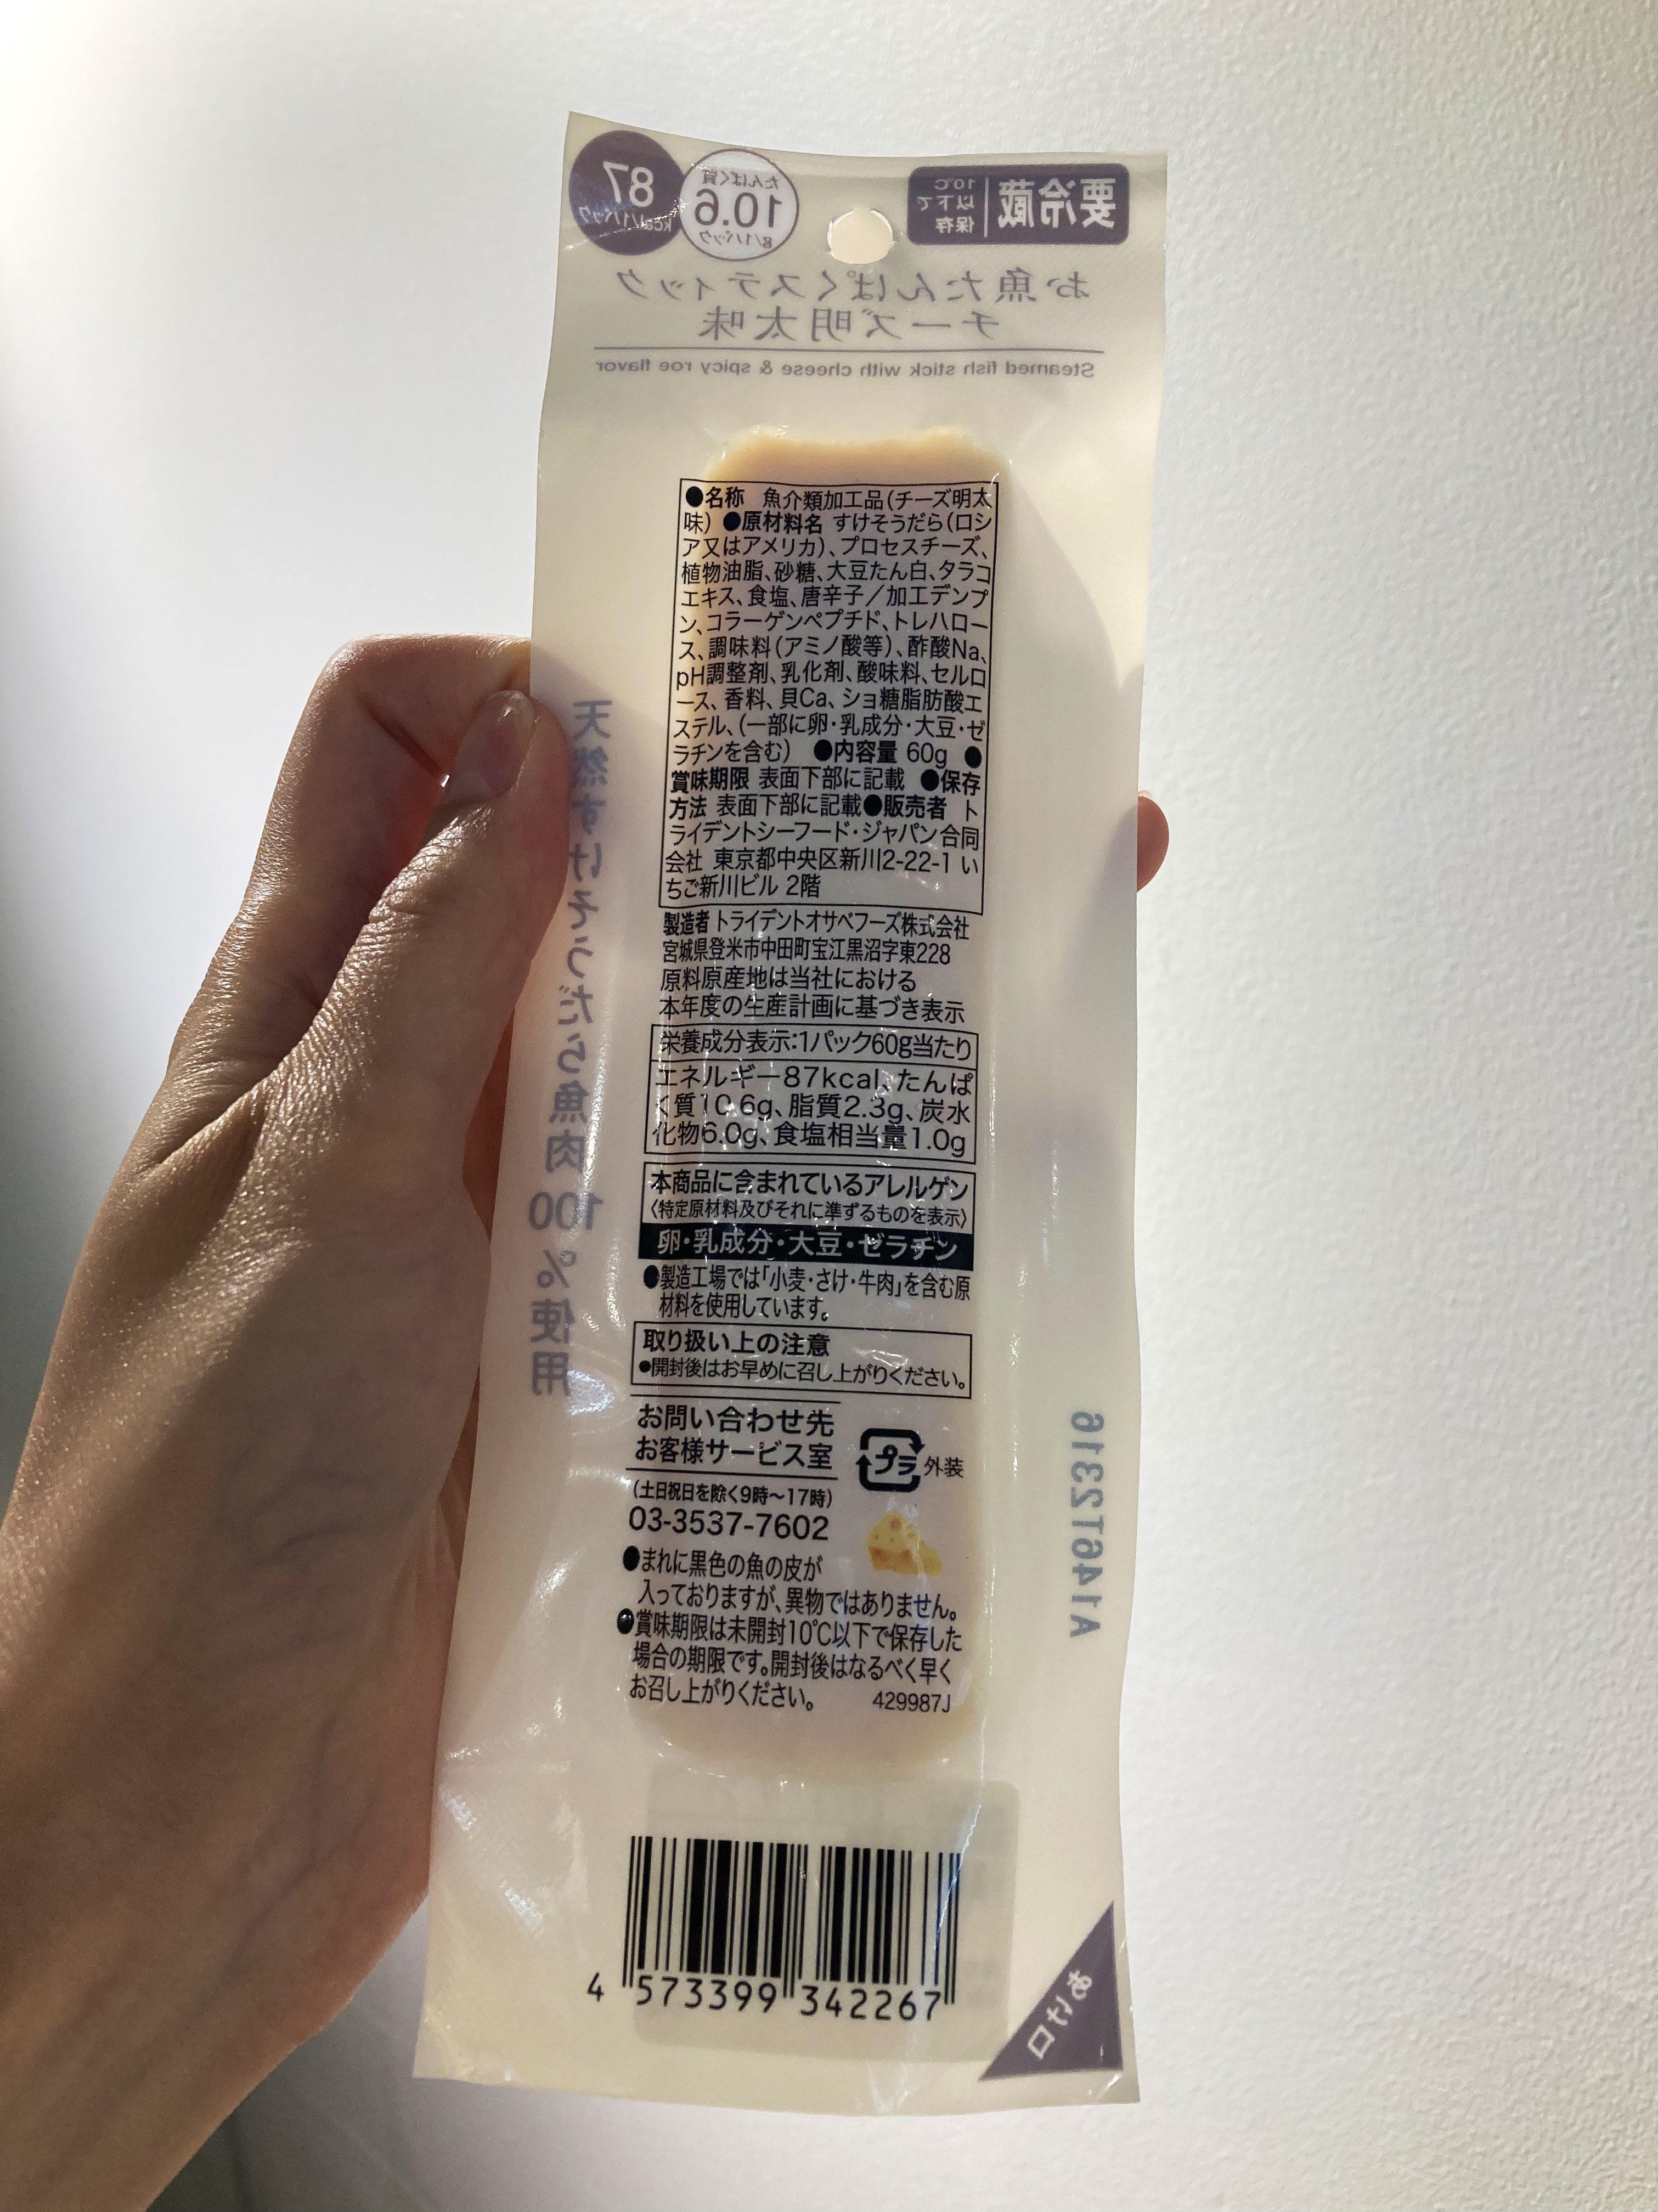 87
kcal/1パック
たんぱく質
10.6
g/1パック
要冷蔵
10℃
以下で
保存
お魚たんぱくスティック
チーズ明太味
Steamed fish stick with cheese & spicy roe flavor
●名称 魚介類加工品(チーズ明太
味) ●原材料名 すけそうだら(ロシ
ア又はアメリカ)、プロセスチーズ、
植物油脂、砂糖、大豆たん白、タラコ
エキス、食塩、唐辛子/加工デンプ
ン、コラーゲンペプチド、トレハロー
ス、調味料(アミノ酸等)、酢酸Na、
pH調整剤、乳化剤、酸味料、セルロ
ース、香料、貝Ca、ショ糖脂肪酸エ
ステル、(一部に卵・乳成分・大豆・ゼ
ラチンを含む) ●内容量 60g ●
賞味期限 表面下部に記載 ●保存
方法 表面下部に記載●販売者 ト
ライデントシーフード・ジャパン合同
会社 東京都中央区新川2-22-1 い
ちご新川ビル 2階
製造者 トライデントオサベフーズ株式会社
宮城県登米市中田町宝江黒沼字東228
原料原産地は当社における
本年度の生産計画に基づき表示
栄養成分表示:1パック60g当たり
エネルギー87kcal、たんぱ
く質10.6g、脂質2.3g、炭水
化物6.0g、食塩相当量1.0g
本商品に含まれているアレルゲン
〈特定原材料及びそれに準ずるものを表示〉
卵・乳成分・大豆・ゼラチン
●製造工場では「小麦・さけ・牛肉」を含む原
材料を使用しています。
取り扱い上の注意
●開封後はお早めに召し上がりください。
お問い合わせ先
お客様サービス室
(土日祝日を除く9時～17時)
03-3537-7602
プラ
外装
●まれに黒色の魚の皮が
入っておりますが、異物ではありません。
●賞味期限は未開封10℃以下で保存した
場合の期限です。開封後はなるべく早く
お召し上がりください。 429987J
天然すけそうだら魚肉100%使用
A146T2316
4 573399 342267
あけ口